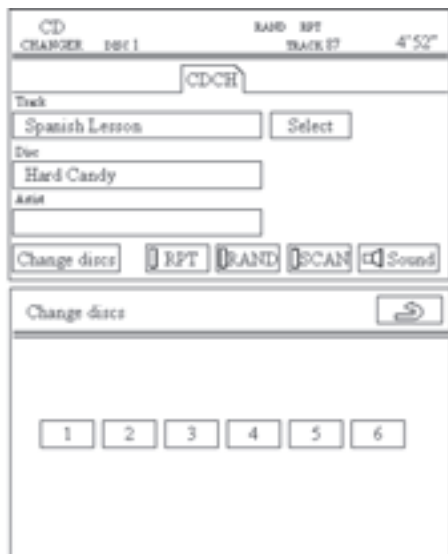 CD RAND RPT
CHANGER DISC 1 TRACK 87 4'52"
CDCH
Track
Spanish Lesson Select
Disc
Hard Candy
Artist
Change discs RPT RAND SCAN Sound
Change discs
1 2 3 4 5 6